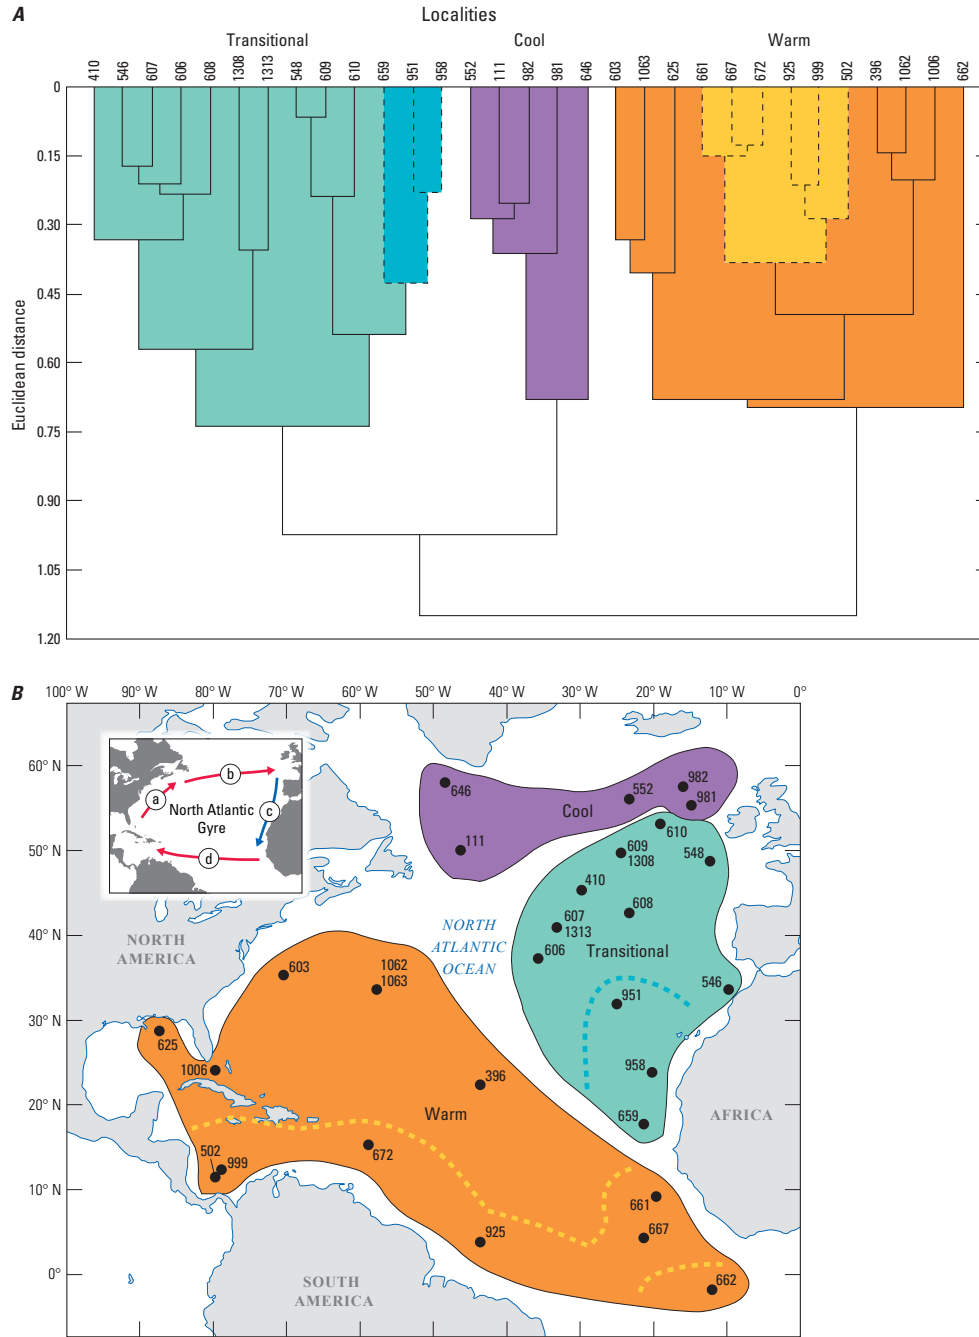 A
Localities
Transitional Cool Warm
410 546 607 606 608 1308 1313 548 609 610 659 951 958 552 111 982 981 646 603 1063 625 661 667 672 925 999 502 396 1062 1006 662
Euclidean distance
0
0.15
0.30
0.45
0.60
0.75
0.90
1.05
1.20
B
100° W 90° W 80° W 70° W 60° W 50° W 40° W 30° W 20° W 10° W 0°
60° N
50° N
40° N
30° N
20° N
10° N
0°
a
b
c
d
North Atlantic
Gyre
646
552
982
981
Cool
111
610
609
1308
548
410
608
607
1313
606
Transitional
NORTH
ATLANTIC
OCEAN
NORTH
AMERICA
603
1062
1063
546
951
625
1006
396
958
Warm
659
AFRICA
502
999
672
661
667
925
662
SOUTH
AMERICA